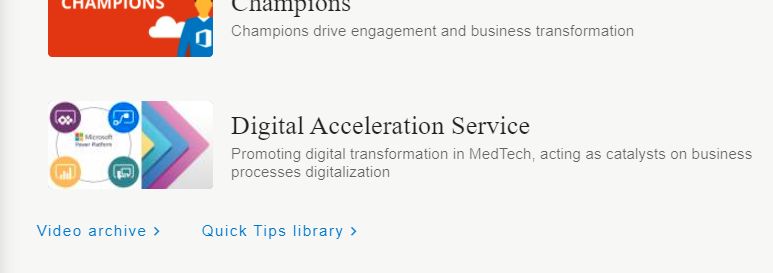 CHAMPIONS
Champions
Champions drive engagement and business transformation
Microsoft
Power Platform
Digital Acceleration Service
Promoting digital transformation in MedTech, acting as catalysts on business
processes digitalization
Video archive >
Quick Tips library >